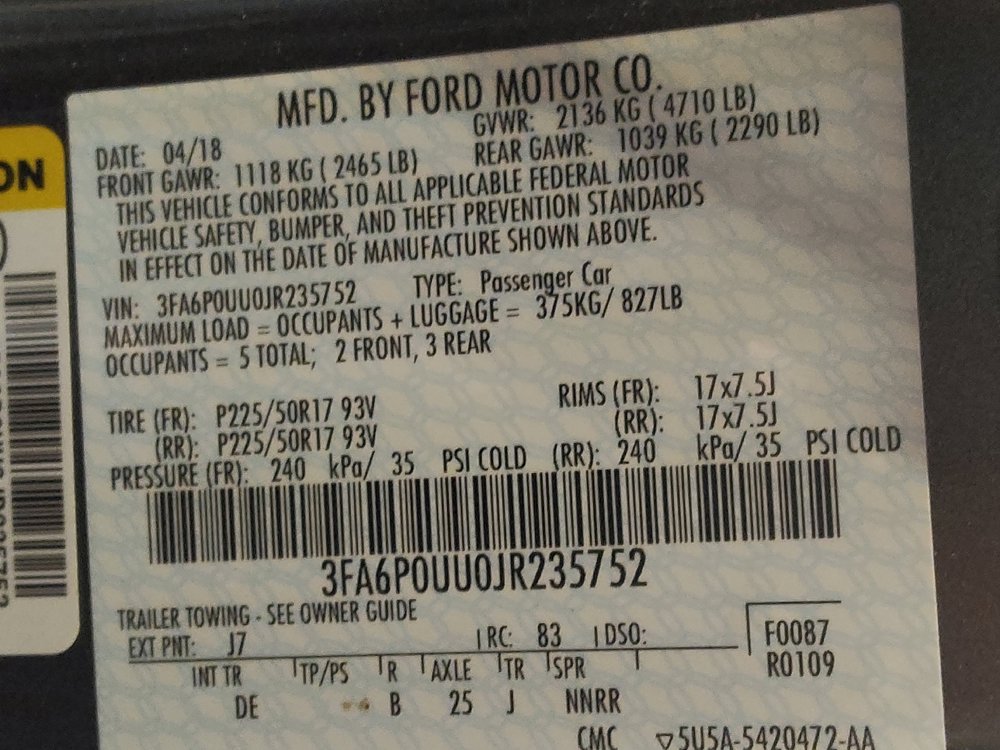 ON
MFD. BY FORD MOTOR CO.
DATE: 04/18 GVWR: 2136 KG ( 4710 LB)
FRONT GAWR: 1118 KG ( 2465 LB) REAR GAWR: 1039 KG ( 2290 LB)
THIS VEHICLE CONFORMS TO ALL APPLICABLE FEDERAL MOTOR
VEHICLE SAFETY, BUMPER, AND THEFT PREVENTION STANDARDS
IN EFFECT ON THE DATE OF MANUFACTURE SHOWN ABOVE.
VIN: 3FA6P0UU0JR235752 TYPE: Passenger Car
MAXIMUM LOAD = OCCUPANTS + LUGGAGE = 375KG/ 827LB
OCCUPANTS = 5 TOTAL; 2 FRONT, 3 REAR
TIRE (FR): P225/50R17 93V RIMS (FR): 17x7.5J
(RR): P225/50R17 93V (RR): 17x7.5J
PRESSURE (FR): 240 kPa/ 35 PSI COLD (RR): 240 kPa/ 35 PSI COLD
3FA6P0UU0JR235752
TRAILER TOWING - SEE OWNER GUIDE
EXT PNT: J7 RC: 83 DSO: F0087
R0109
INT TR TP/PS R AXLE TR SPR
DE B 25 J NNRR
CMC ▽5U5A-5420472-AA